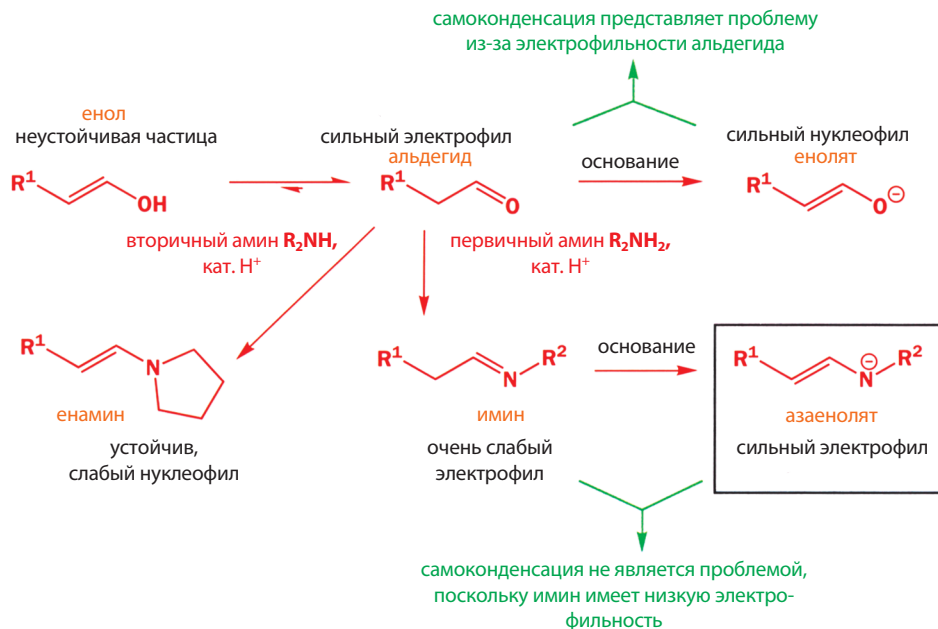 самоконденсация представляет проблему
из-за электрофильности альдегида
енол
неустойчивая частица
сильный электрофил
альдегид
основание
сильный нуклеофил
енолят
R¹
OH
R¹
O
R¹
O⊖
вторичный амин R₂NH,
кат. H⁺
первичный амин R₂NH₂,
кат. H⁺
R¹
N
енамин
устойчив,
слабый нуклеофил
R¹
N
R²
имин
очень слабый
электрофил
основание
R¹
⊖
N
R²
азаенолят
сильный электрофил
самоконденсация не является проблемой,
поскольку имин имеет низкую электро-
фильность